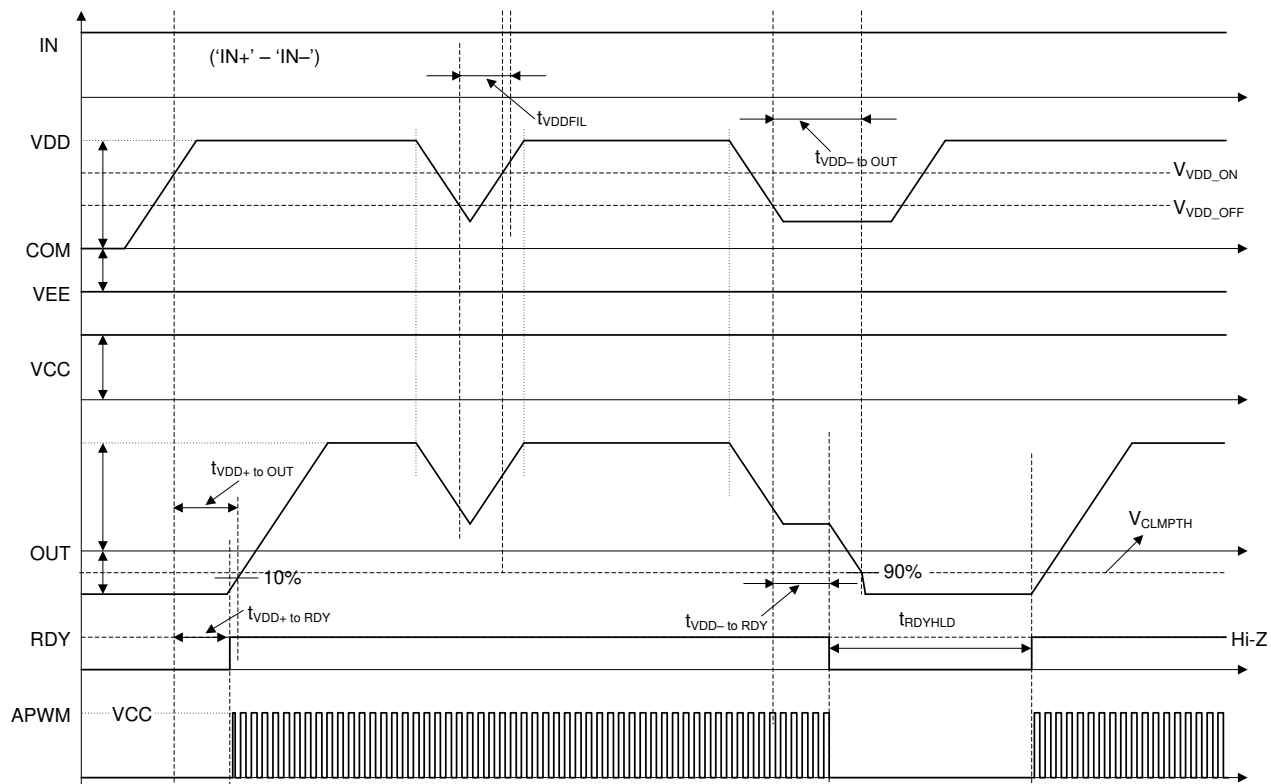 IN
('IN+' – 'IN–')
tVDDFIL
VDD
tVDD– to OUT
VVDD_ON
VVDD_OFF
COM
VEE
VCC
tVDD+ to OUT
VCLMPTH
OUT
10%
90%
tVDD+ to RDY
tVDD– to RDY
tRDYHLD
RDY
Hi-Z
APWM
VCC